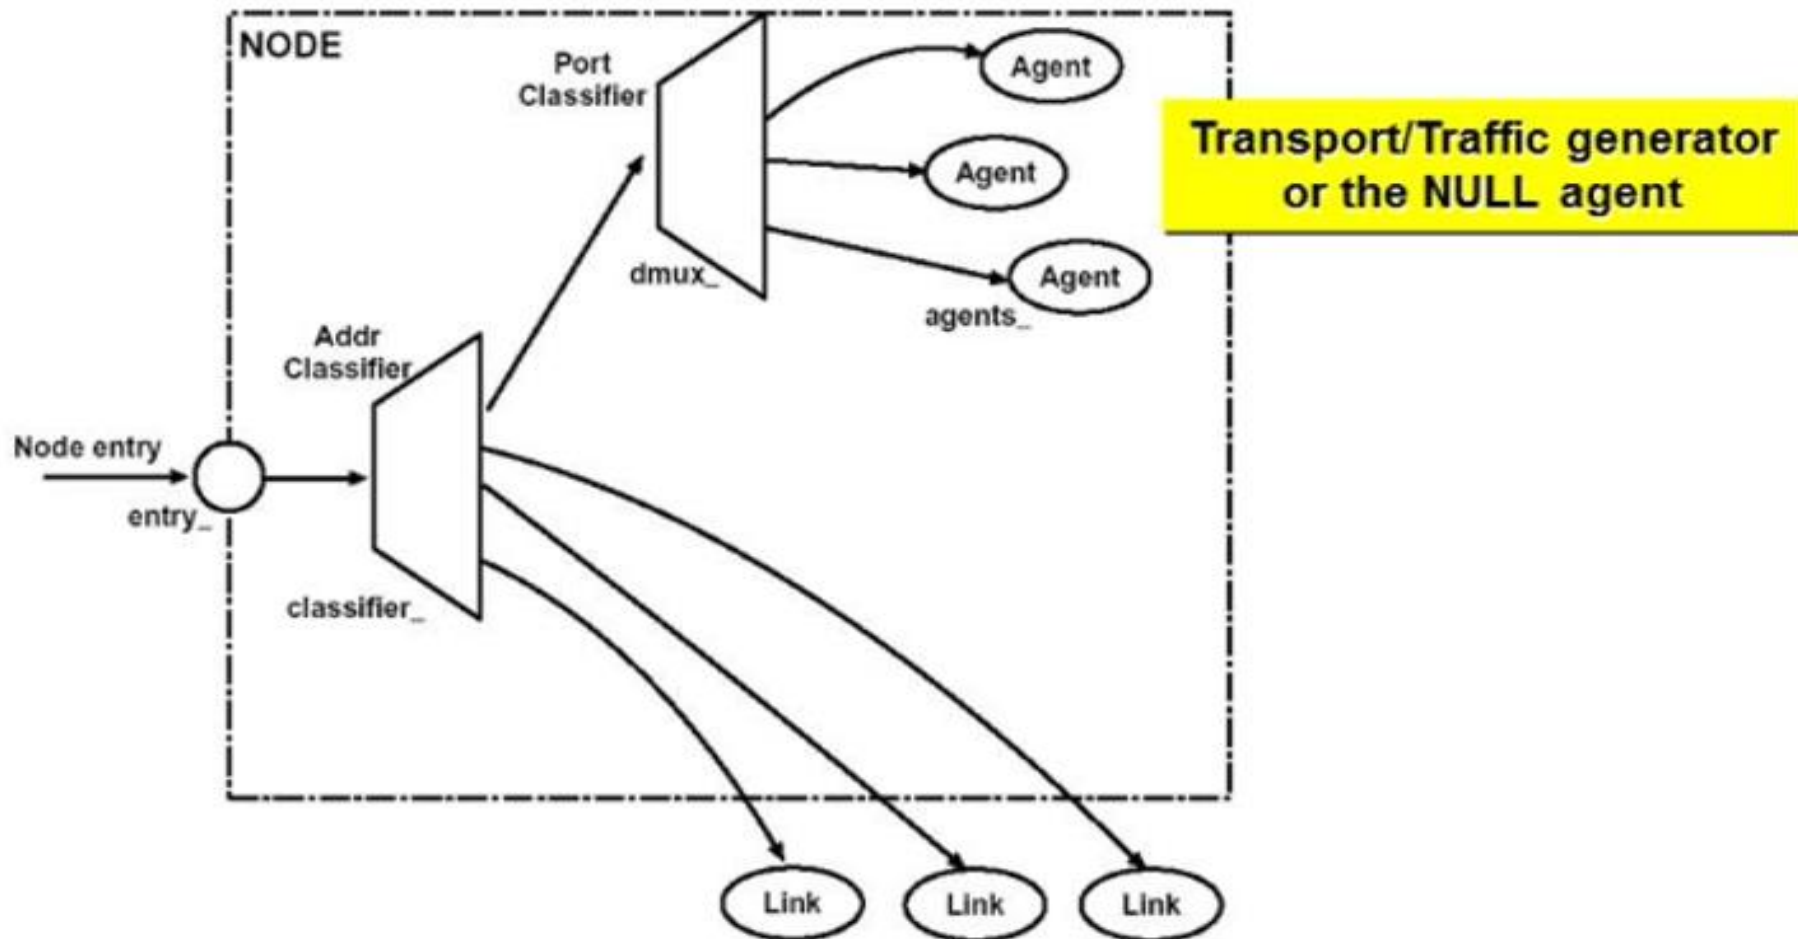 NODE
Port
Classifier
Agent
Transport/Traffic generator
or the NULL agent
Agent
dmux_
Agent
agents_
Addr
Classifier
Node entry
entry_
classifier_
Link
Link
Link